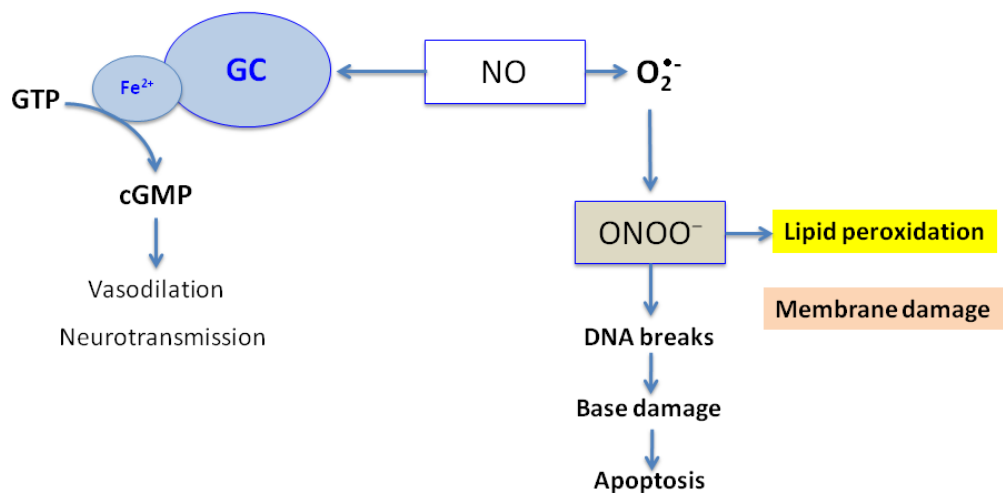 GC
NO
O₂•-
Fe²⁺
GTP
cGMP
ONOO⁻
Lipid peroxidation
Vasodilation
Membrane damage
Neurotransmission
DNA breaks
Base damage
Apoptosis